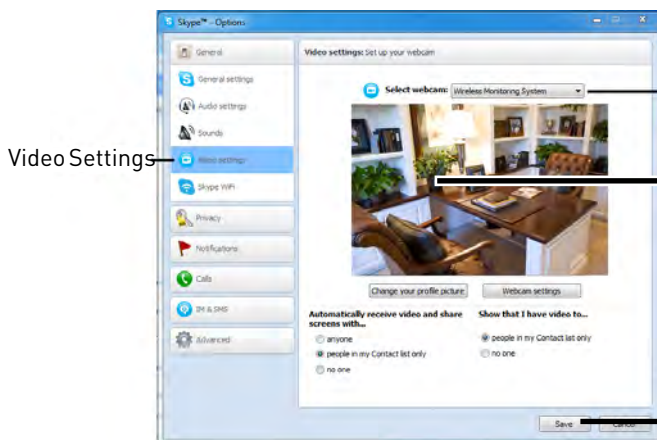 Skype™ - Options
General
General settings
Audio settings
Sounds
Video settings
Skype WiFi
Privacy
Notifications
Calls
IM & SMS
Advanced
Video Settings
Video settings: Set up your webcam
Select webcam: Wireless Monitoring System
Change your profile picture
Webcam settings
Automatically receive video and share
screens with...
anyone
people in my Contact list only
no one
Show that I have video to...
people in my Contact list only
no one
Save
Cancel